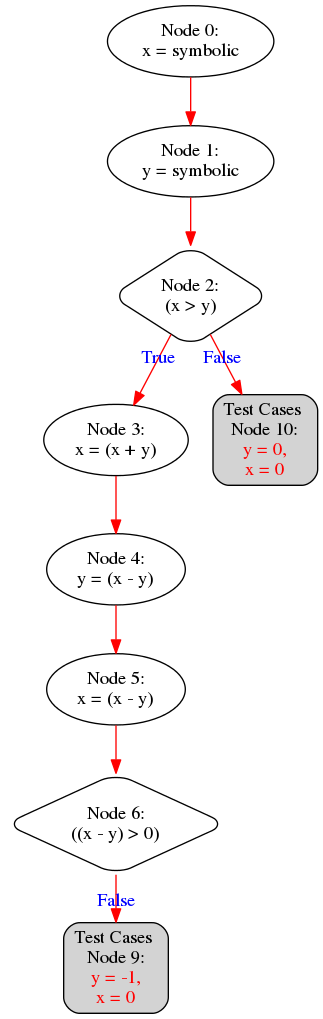 Node 0:
x = symbolic
Node 1:
y = symbolic
Node 2:
(x > y)
True
False
Node 3:
x = (x + y)
Test Cases
Node 10:
y = 0,
x = 0
Node 4:
y = (x - y)
Node 5:
x = (x - y)
Node 6:
((x - y) > 0)
False
Test Cases
Node 9:
y = -1,
x = 0